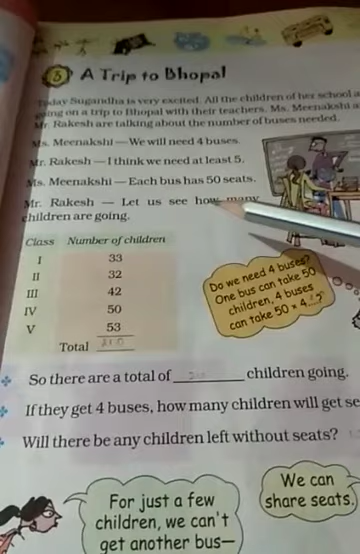 3 A Trip to Bhopal
Today Sugandha is very excited. All the children of her school a
going on a trip to Bhopal with their teachers. Ms. Meenakshi a
Mr. Rakesh are talking about the number of buses needed.
Ms. Meenakshi — We will need 4 buses.
Mr. Rakesh — I think we need at least 5.
Ms. Meenakshi — Each bus has 50 seats.
Mr. Rakesh — Let us see how many
children are going.
Class Number of children
I 33
II 32
III 42
IV 50
V 53
Total 210
Do we need 4 buses?
One bus can take 50
children, 4 buses
can take 50 × 4
So there are a total of 210 children going.
If they get 4 buses, how many children will get se
Will there be any children left without seats?
We can
share seats.
For just a few
children, we can't
get another bus—